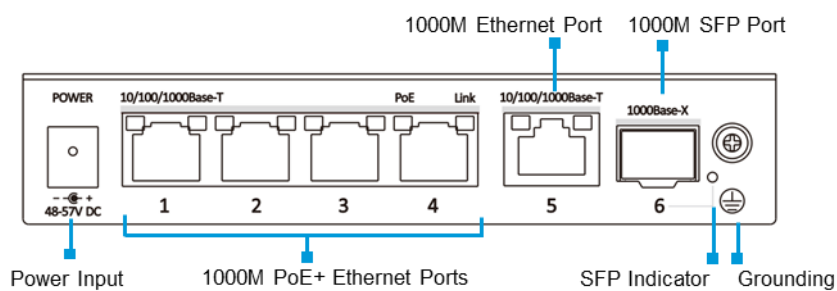 1000M Ethernet Port 1000M SFP Port
POWER 10/100/1000Base-T PoE Link 10/100/1000Base-T 1000Base-X
48-57V DC 1 2 3 4 5 6
Power Input 1000M PoE+ Ethernet Ports SFP Indicator Grounding